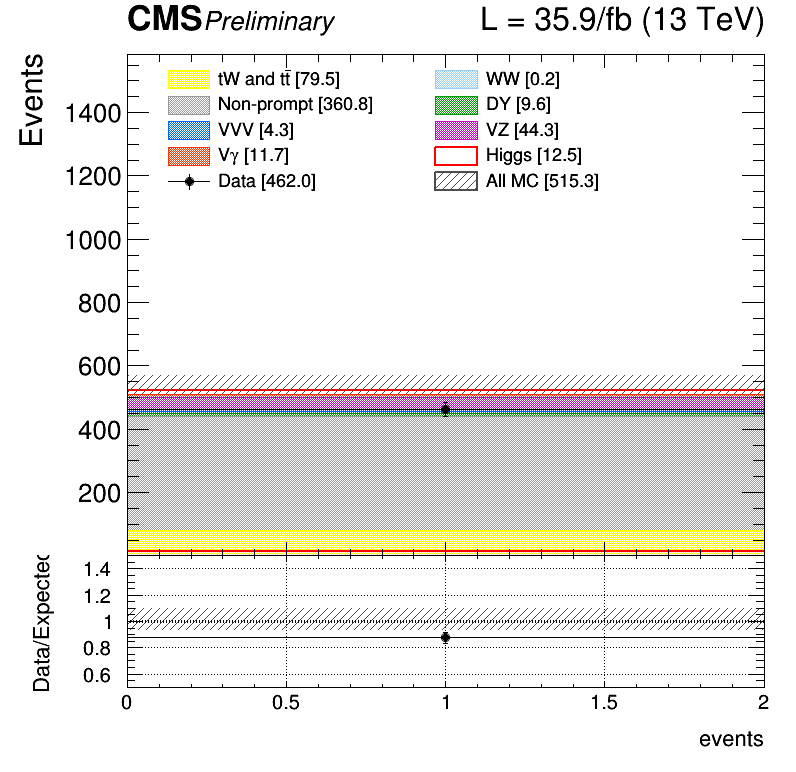 CMS Preliminary L = 35.9/fb (13 TeV)
Events
tW and tt̄ [79.5] WW [0.2]
Non-prompt [360.8] DY [9.6]
VVV [4.3] VZ [44.3]
Vγ [11.7] Higgs [12.5]
Data [462.0] All MC [515.3]
1400
1200
1000
800
600
400
200
Data/Expected
1.4
1.2
1
0.8
0.6
0 0.5 1 1.5 2
events